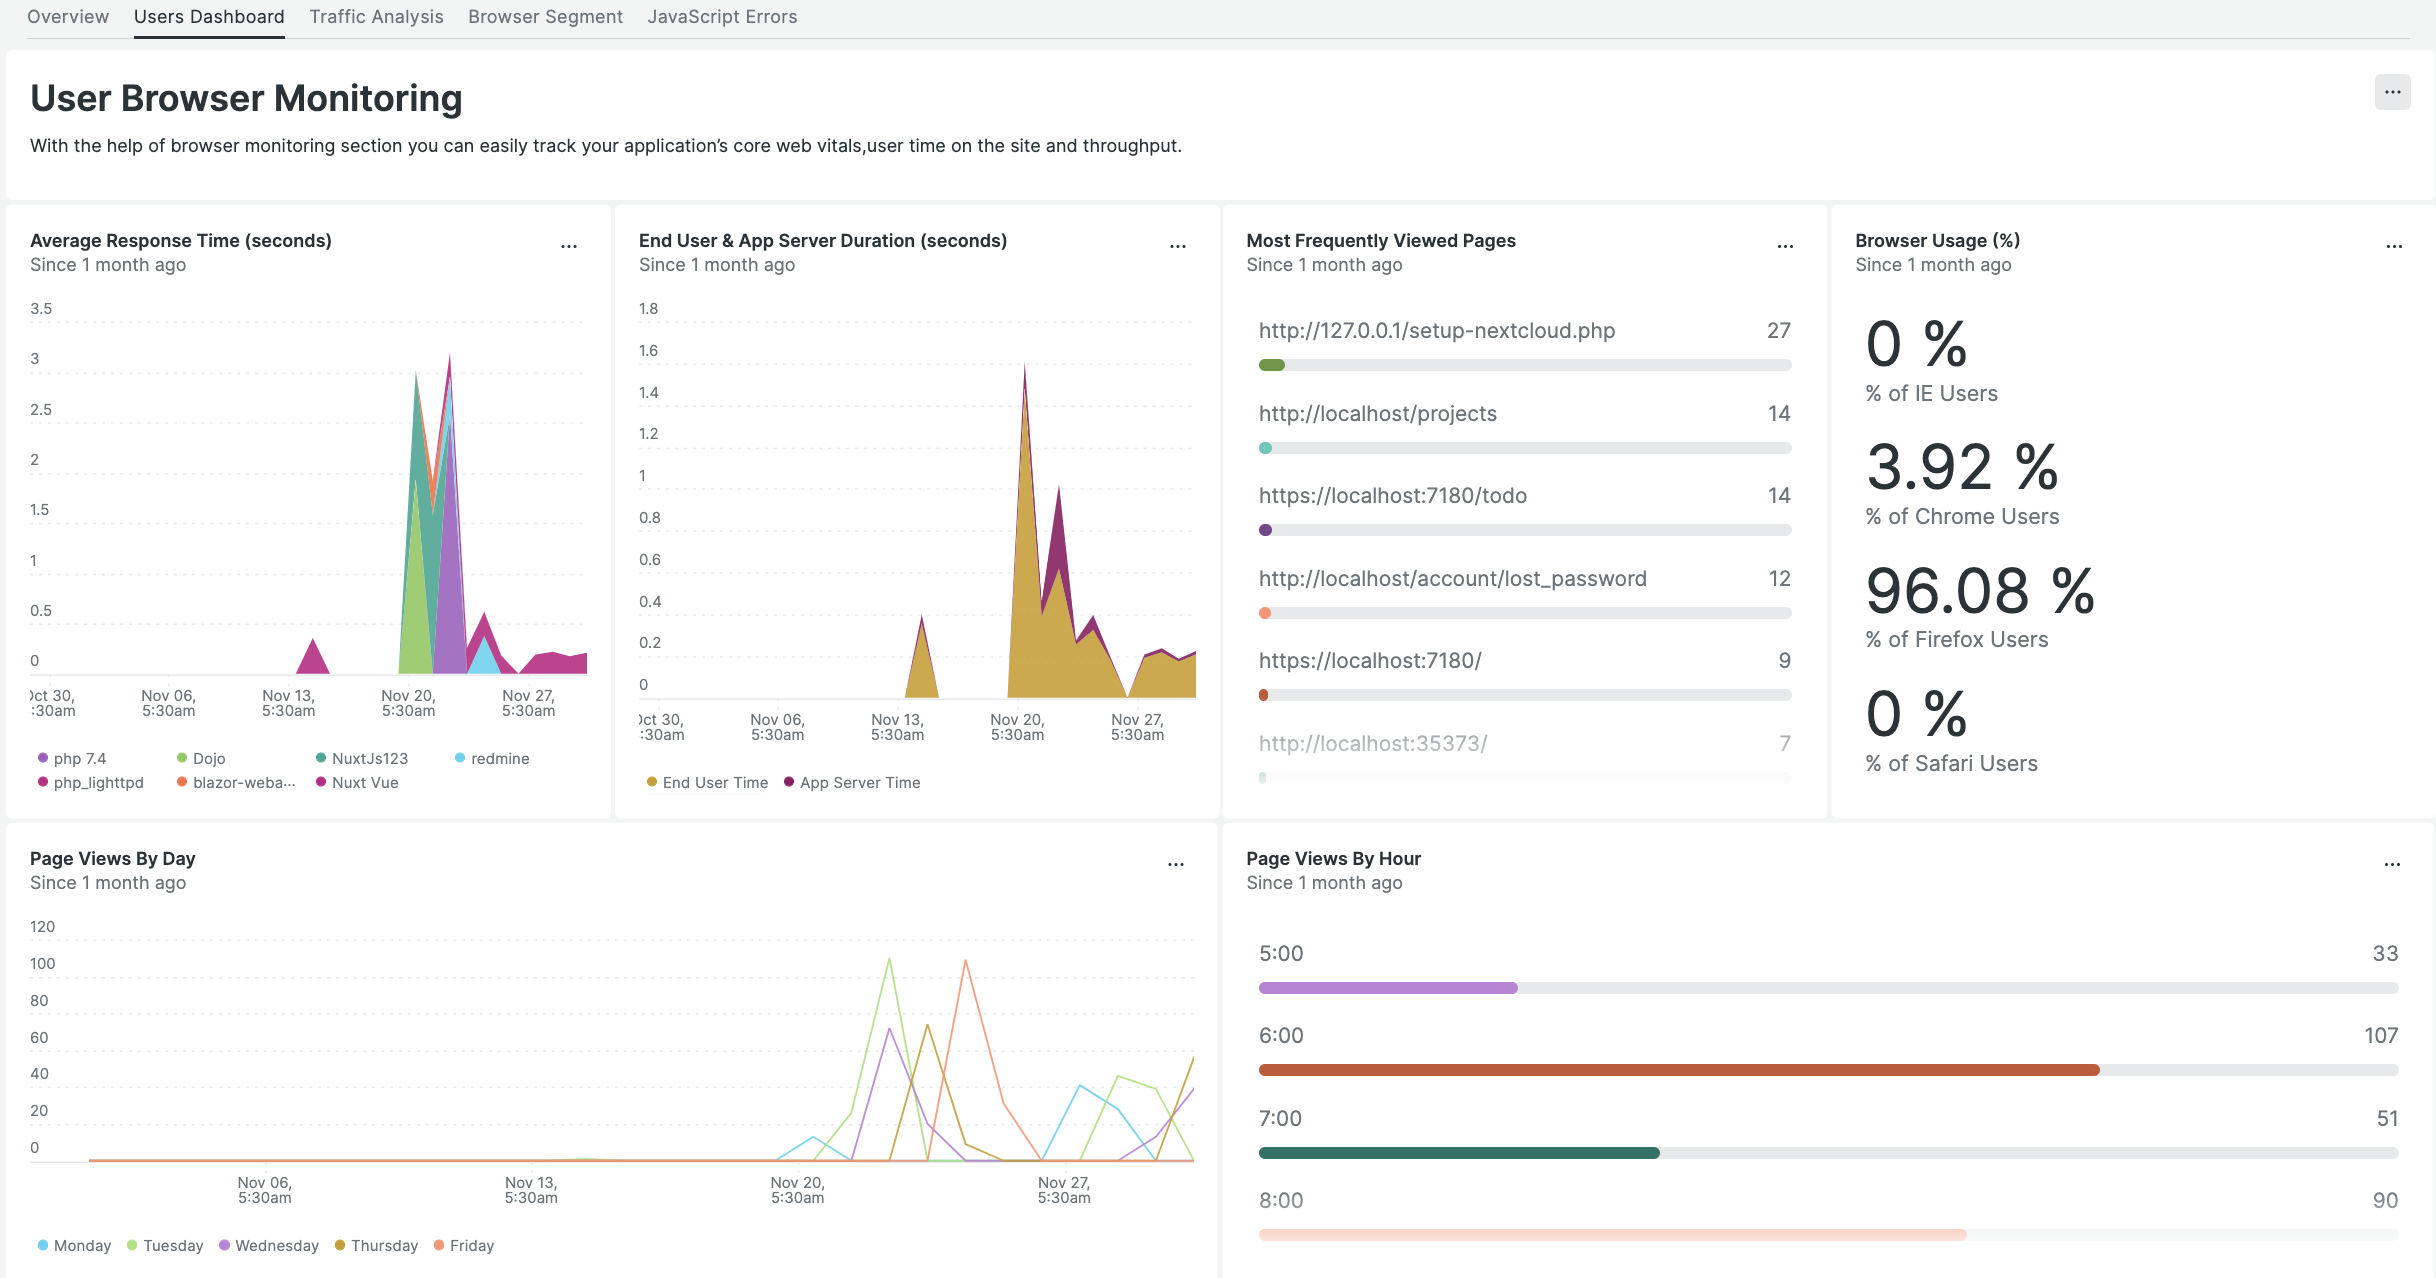 Overview Users Dashboard Traffic Analysis Browser Segment JavaScript Errors
User Browser Monitoring
With the help of browser monitoring section you can easily track your application’s core web vitals,user time on the site and throughput.
Average Response Time (seconds)
Since 1 month ago
3.5
3
2.5
2
1.5
1
0.5
0
Oct 30, Nov 06, Nov 13, Nov 20, Nov 27,
:30am 5:30am 5:30am 5:30am 5:30am
php 7.4 Dojo NuxtJs123 redmine
php_lighttpd blazor-weba... Nuxt Vue
End User & App Server Duration (seconds)
Since 1 month ago
1.8
1.6
1.4
1.2
1
0.8
0.6
0.4
0.2
0
Oct 30, Nov 06, Nov 13, Nov 20, Nov 27,
:30am 5:30am 5:30am 5:30am 5:30am
End User Time App Server Time
Most Frequently Viewed Pages
Since 1 month ago
http://127.0.0.1/setup-nextcloud.php 27
http://localhost/projects 14
https://localhost:7180/todo 14
http://localhost/account/lost_password 12
https://localhost:7180/ 9
http://localhost:35373/ 7
Browser Usage (%)
Since 1 month ago
0 %
% of IE Users
3.92 %
% of Chrome Users
96.08 %
% of Firefox Users
0 %
% of Safari Users
Page Views By Day
Since 1 month ago
120
100
80
60
40
20
0
Nov 06, Nov 13, Nov 20, Nov 27,
5:30am 5:30am 5:30am 5:30am
Monday Tuesday Wednesday Thursday Friday
Page Views By Hour
Since 1 month ago
5:00 33
6:00 107
7:00 51
8:00 90